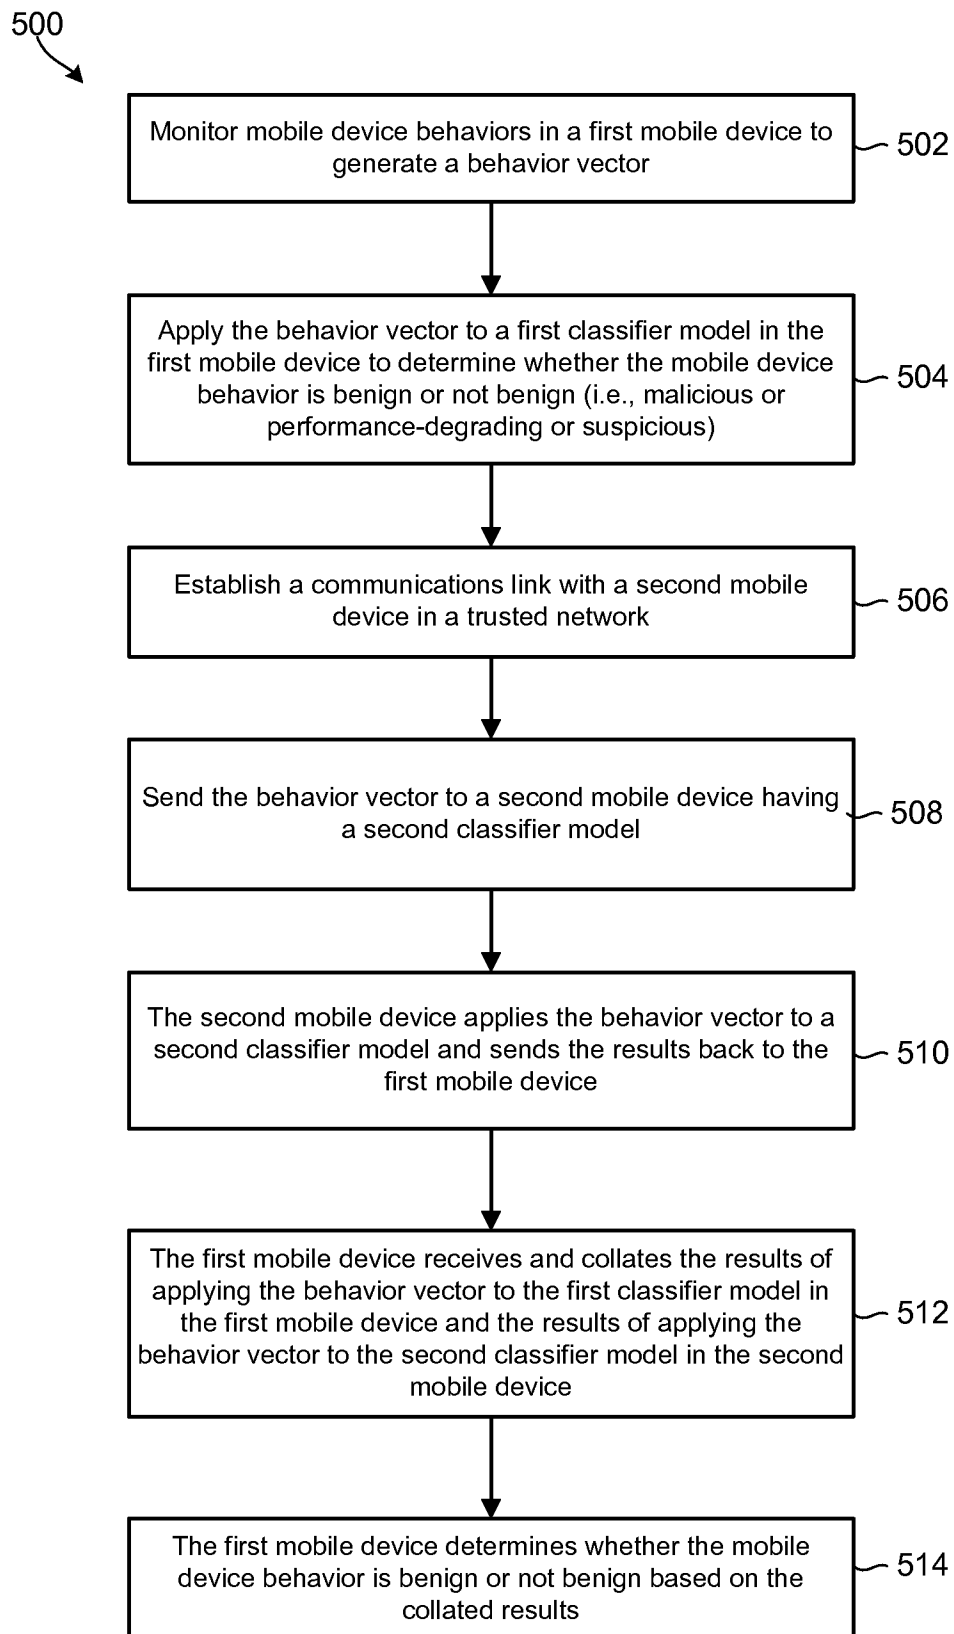 500
Monitor mobile device behaviors in a first mobile device to
generate a behavior vector
502
Apply the behavior vector to a first classifier model in the
first mobile device to determine whether the mobile device
behavior is benign or not benign (i.e., malicious or
performance-degrading or suspicious)
504
Establish a communications link with a second mobile
device in a trusted network
506
Send the behavior vector to a second mobile device having
a second classifier model
508
The second mobile device applies the behavior vector to a
second classifier model and sends the results back to the
first mobile device
510
The first mobile device receives and collates the results of
applying the behavior vector to the first classifier model in
the first mobile device and the results of applying the
behavior vector to the second classifier model in the second
mobile device
512
The first mobile device determines whether the mobile
device behavior is benign or not benign based on the
collated results
514